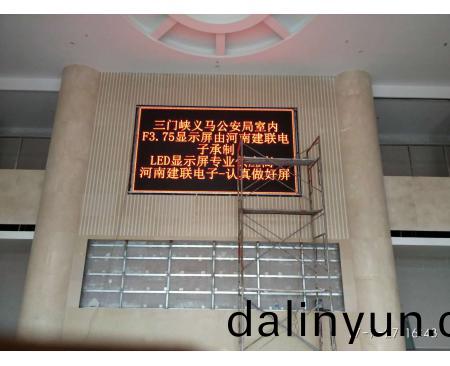 三门峡义马公安局室内
F3.75显示屏由河南建联电
子承制
LED显示屏专业
河南建联电子-认真做好屏
dalinyun.c
16:43